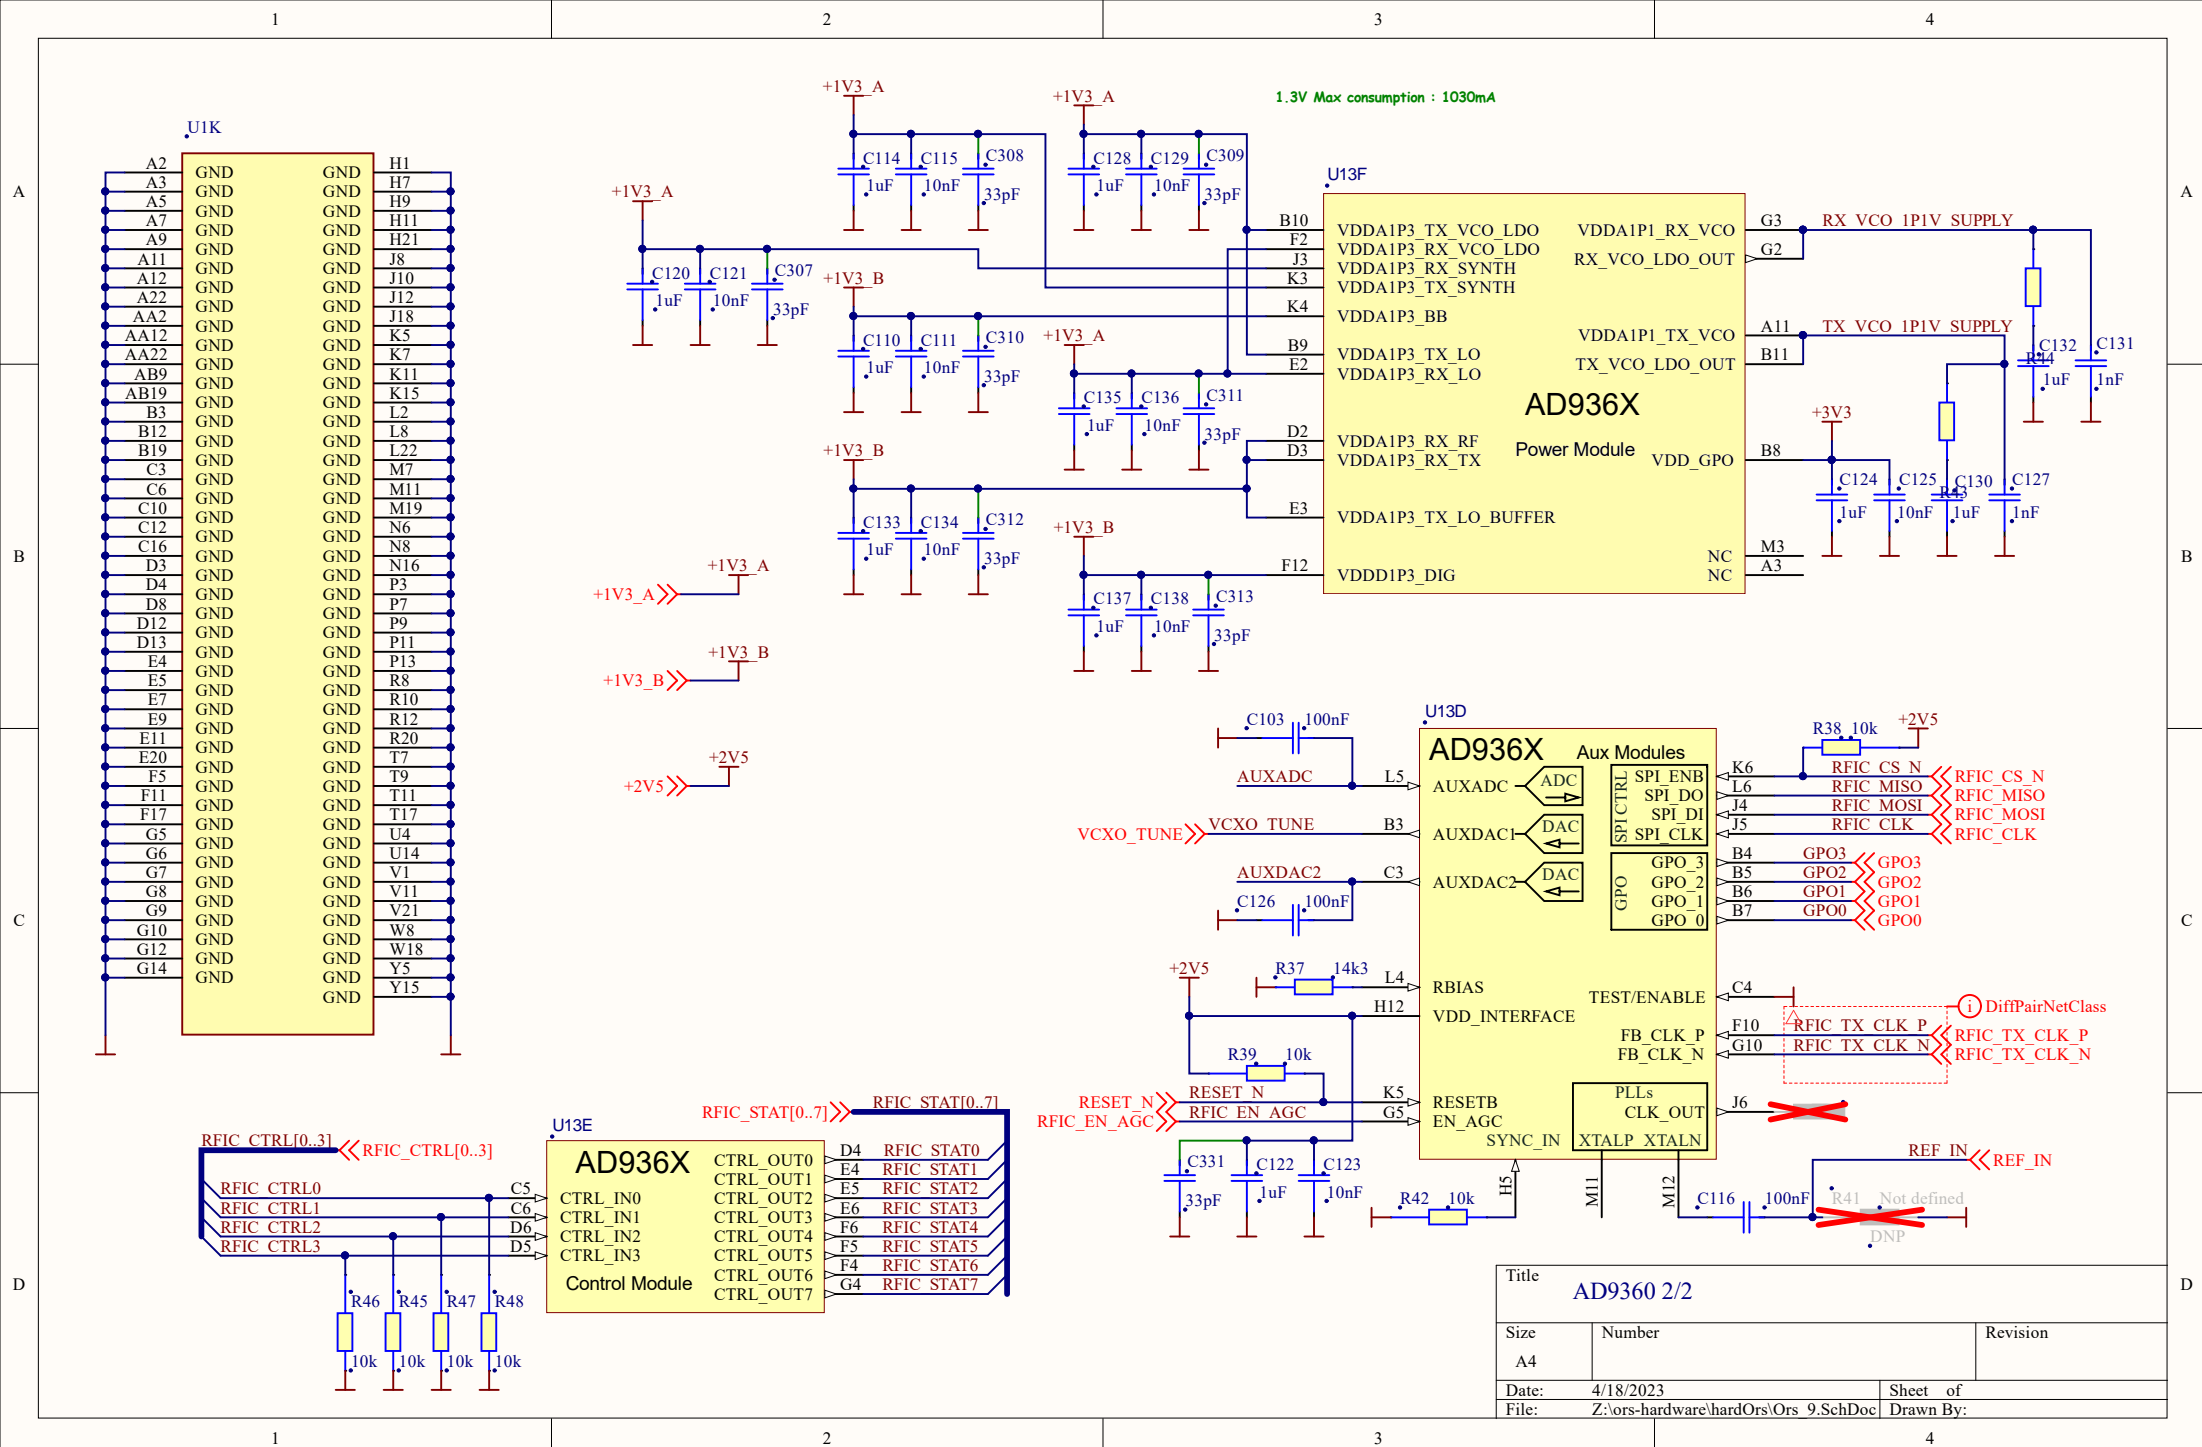 1 2 3 4
A
B
C
D
U1K
A2 GND GND H1
A3 GND GND H7
A5 GND GND H9
A7 GND GND H11
A9 GND GND H21
A11 GND GND J8
A12 GND GND J10
A22 GND GND J12
AA2 GND GND J18
AA12 GND GND K5
AA22 GND GND K7
AB9 GND GND K11
AB19 GND GND K15
B3 GND GND L2
B12 GND GND L8
B19 GND GND L22
C3 GND GND M7
C6 GND GND M11
C10 GND GND M19
C12 GND GND N6
C16 GND GND N8
D3 GND GND N16
D4 GND GND P3
D8 GND GND P7
D12 GND GND P9
D13 GND GND P11
E4 GND GND P13
E5 GND GND R8
E7 GND GND R10
E9 GND GND R12
E11 GND GND R20
E20 GND GND T7
F5 GND GND T9
F11 GND GND T11
F17 GND GND T17
G5 GND GND U4
G6 GND GND U14
G7 GND GND V1
G8 GND GND V11
G9 GND GND V21
G10 GND GND W8
G12 GND GND W18
G14 GND GND Y5
GND Y15
+1V3_A
C114 C115 C308
1uF 10nF 33pF
+1V3_A
C128 C129 C309
1uF 10nF 33pF
1.3V Max consumption : 1030mA
+1V3_A
C120 C121 C307
1uF 10nF 33pF
+1V3_B
C110 C111 C310
1uF 10nF 33pF
+1V3_A
C135 C136 C311
1uF 10nF 33pF
+1V3_B
C133 C134 C312
1uF 10nF 33pF
+1V3_B
C137 C138 C313
1uF 10nF 33pF
+1V3_A +1V3_A
+1V3_B +1V3_B
+2V5 +2V5
U13F
B10 VDDA1P3_TX_VCO_LDO
F2 VDDA1P3_RX_VCO_LDO
J3 VDDA1P3_RX_SYNTH
K3 VDDA1P3_TX_SYNTH
K4 VDDA1P3_BB
B9 VDDA1P3_TX_LO
E2 VDDA1P3_RX_LO
D2 VDDA1P3_RX_RF
D3 VDDA1P3_RX_TX
E3 VDDA1P3_TX_LO_BUFFER
F12 VDDD1P3_DIG
AD936X
Power Module
VDDA1P1_RX_VCO G3 RX_VCO_1P1V_SUPPLY
RX_VCO_LDO_OUT G2
VDDA1P1_TX_VCO A11 TX_VCO_1P1V_SUPPLY
TX_VCO_LDO_OUT B11
VDD_GPO B8
NC M3
NC A3
R44 C132 C131
1uF 1nF
+3V3
C124 C125 R43 C130 C127
1uF 10nF 1uF 1nF
U13D
AD936X Aux Modules
C103 100nF
AUXADC L5 AUXADC ADC
VCXO_TUNE VCXO_TUNE B3 AUXDAC1 DAC
AUXDAC2 C3 AUXDAC2 DAC
C126 100nF
+2V5
R37 14k3 L4 RBIAS
H12 VDD_INTERFACE
R39 10k
RESET_N RESET_N K5 RESETB
RFIC_EN_AGC RFIC_EN_AGC G5 EN_AGC
C331 C122 C123
33pF 1uF 10nF
SYNC_IN H5
R42 10k
SPI CTRL
R38 10k +2V5
SPI_ENB K6 RFIC_CS_N RFIC_CS_N
SPI_DO L6 RFIC_MISO RFIC_MISO
SPI_DI J4 RFIC_MOSI RFIC_MOSI
SPI_CLK J5 RFIC_CLK RFIC_CLK
GPO
GPO_3 B4 GPO3 GPO3
GPO_2 B5 GPO2 GPO2
GPO_1 B6 GPO1 GPO1
GPO_0 B7 GPO0 GPO0
TEST/ENABLE C4
i DiffPairNetClass
FB_CLK_P F10 RFIC_TX_CLK_P RFIC_TX_CLK_P
FB_CLK_N G10 RFIC_TX_CLK_N RFIC_TX_CLK_N
PLLs
CLK_OUT J6
XTALP XTALN
M11 M12
REF_IN REF_IN
C116 100nF R41 Not defined
DNP
RFIC_STAT[0..7] RFIC_STAT[0..7]
RFIC_CTRL[0..3] RFIC_CTRL[0..3]
U13E
AD936X
Control Module
RFIC_CTRL0 C5 CTRL_IN0
RFIC_CTRL1 C6 CTRL_IN1
RFIC_CTRL2 D6 CTRL_IN2
RFIC_CTRL3 D5 CTRL_IN3
CTRL_OUT0 D4 RFIC_STAT0
CTRL_OUT1 E4 RFIC_STAT1
CTRL_OUT2 E5 RFIC_STAT2
CTRL_OUT3 E6 RFIC_STAT3
CTRL_OUT4 F6 RFIC_STAT4
CTRL_OUT5 F5 RFIC_STAT5
CTRL_OUT6 F4 RFIC_STAT6
CTRL_OUT7 G4 RFIC_STAT7
R46 R45 R47 R48
10k 10k 10k 10k
Title
AD9360 2/2
Size Number Revision
A4
Date: 4/18/2023 Sheet of
File: Z:\ors-hardware\hardOrs\Ors_9.SchDoc Drawn By:
A
B
C
D
1 2 3 4